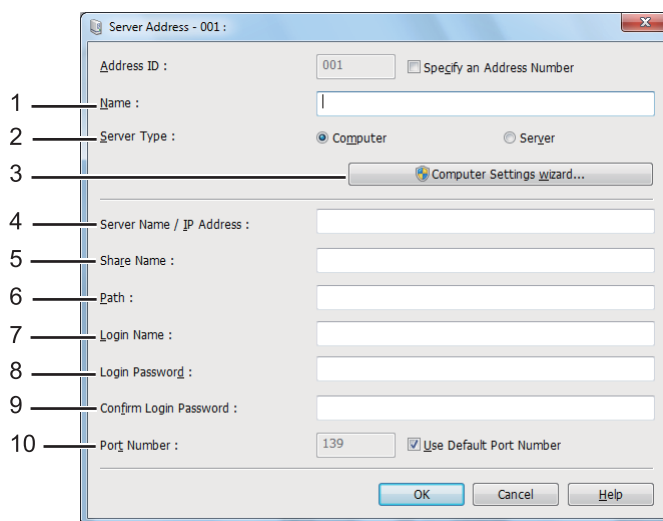 Server Address - 001 :
Address ID : 001 Specify an Address Number
1 Name :
2 Server Type : Computer Server
3 Computer Settings wizard...
4 Server Name / IP Address :
5 Share Name :
6 Path :
7 Login Name :
8 Login Password :
9 Confirm Login Password :
10 Port Number : 139 Use Default Port Number
OK Cancel Help